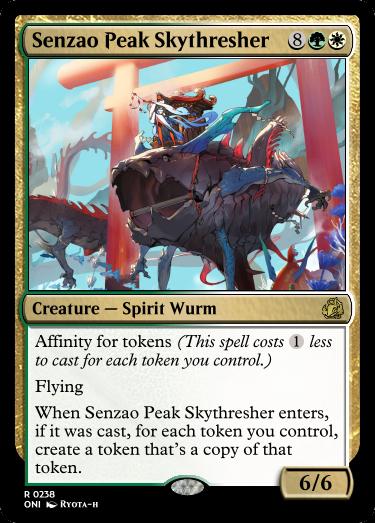 Senzao Peak Skythresher 8
Creature — Spirit Wurm
Affinity for tokens (This spell costs 1 less
to cast for each token you control.)
Flying
When Senzao Peak Skythresher enters,
if it was cast, for each token you control,
create a token that's a copy of that
token.
6/6
R 0238
ONI Ryota-H